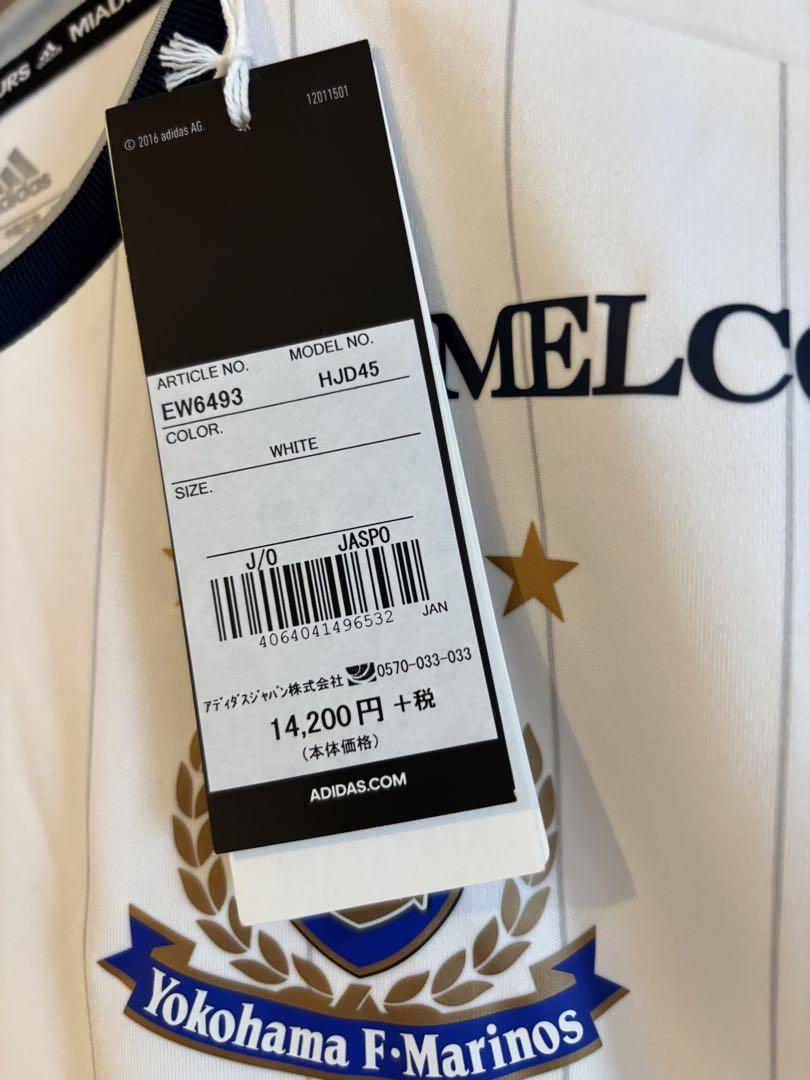 MIAD
adidas
© 2016 adidas AG.
12011501
ARTICLE NO. MODEL NO.
EW6493 HJD45
COLOR.
WHITE
SIZE.
J/O JASPO
4064041496532 JAN
アディダスジャパン株式会社 0570-033-033
14,200円+税
(本体価格)
ADIDAS.COM
MELCO
Yokohama F·Marinos